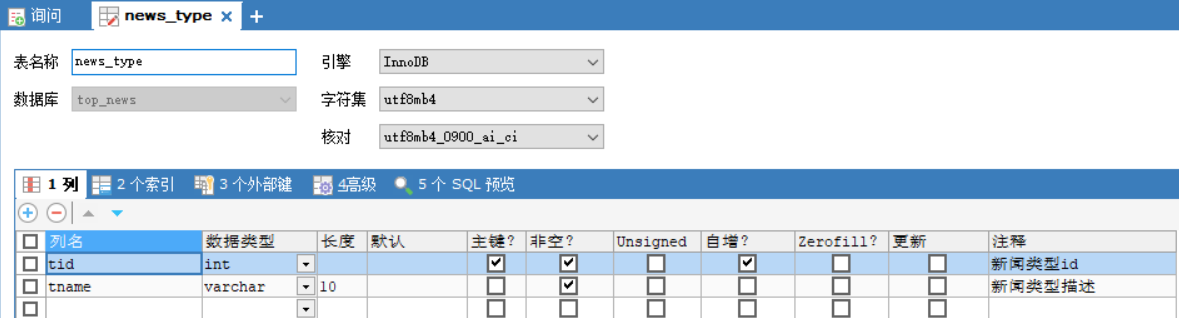 询问 news_type × +
表名称 news_type 引擎 InnoDB
数据库 top_news 字符集 utf8mb4
核对 utf8mb4_0900_ai_ci
1 列 2 个索引 3 个外部键 4高级 5 个 SQL 预览
列名 数据类型 长度 默认 主键? 非空? Unsigned 自增? Zerofill? 更新 注释
tid int 新闻类型id
tname varchar 10 新闻类型描述